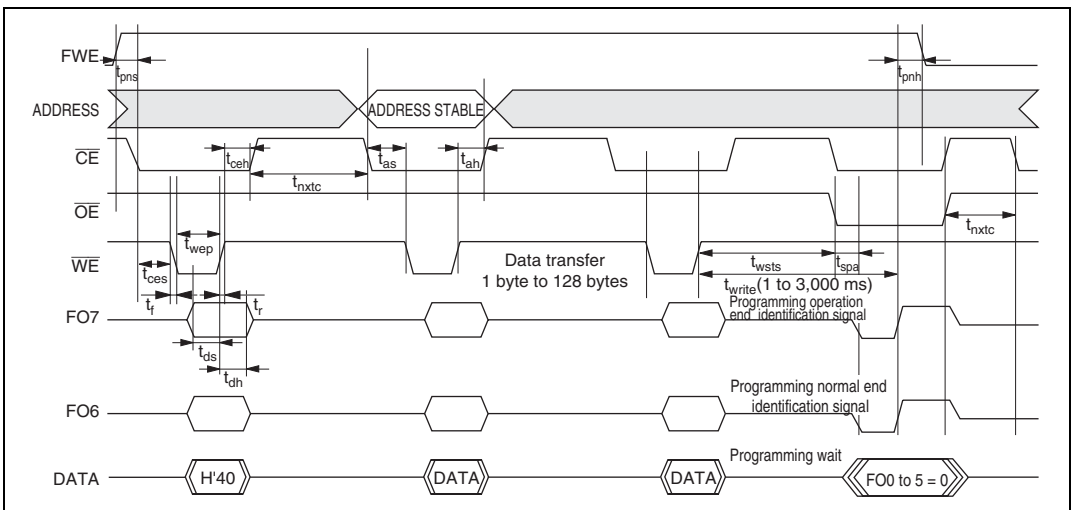 FWE
tpns
tpnh
ADDRESS
ADDRESS STABLE
CE
tceh
tas
tah
tnxtc
OE
tnxtc
twep
WE
tces
Data transfer
1 byte to 128 bytes
twsts
tspa
twrite(1 to 3,000 ms)
tf
tr
FO7
Programming operation
end identification signal
tds
tdh
FO6
Programming normal end
identification signal
DATA
H'40
DATA
DATA
Programming wait
FO0 to 5 = 0